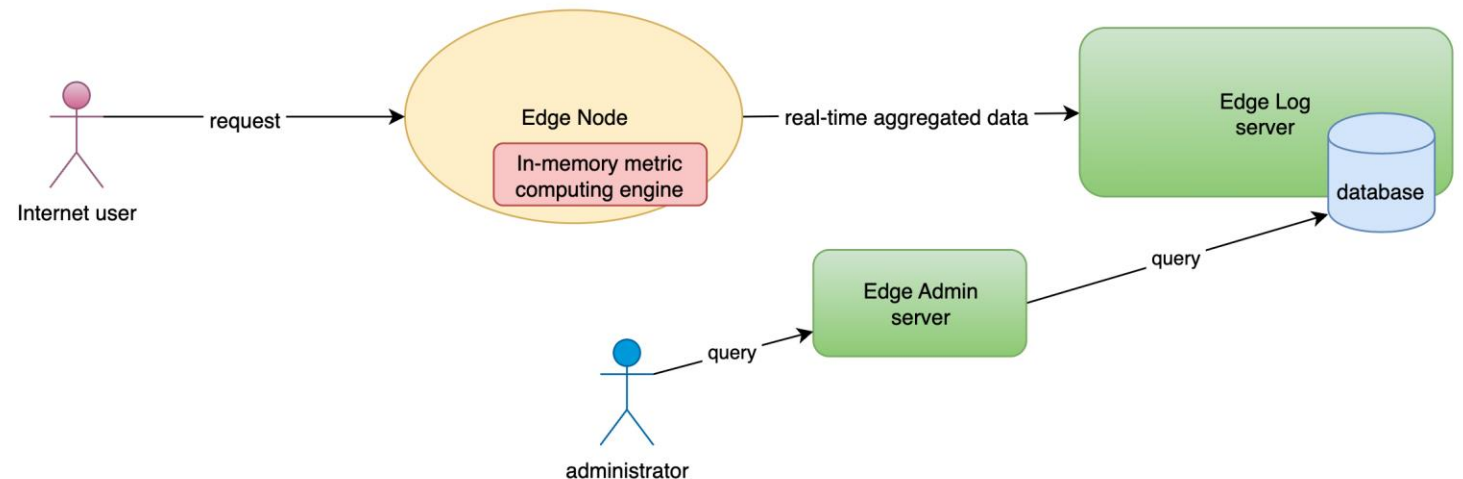 request
Edge Node
In-memory metric
computing engine
real-time aggregated data
Edge Log
server
database
Internet user
query
Edge Admin
server
query
administrator